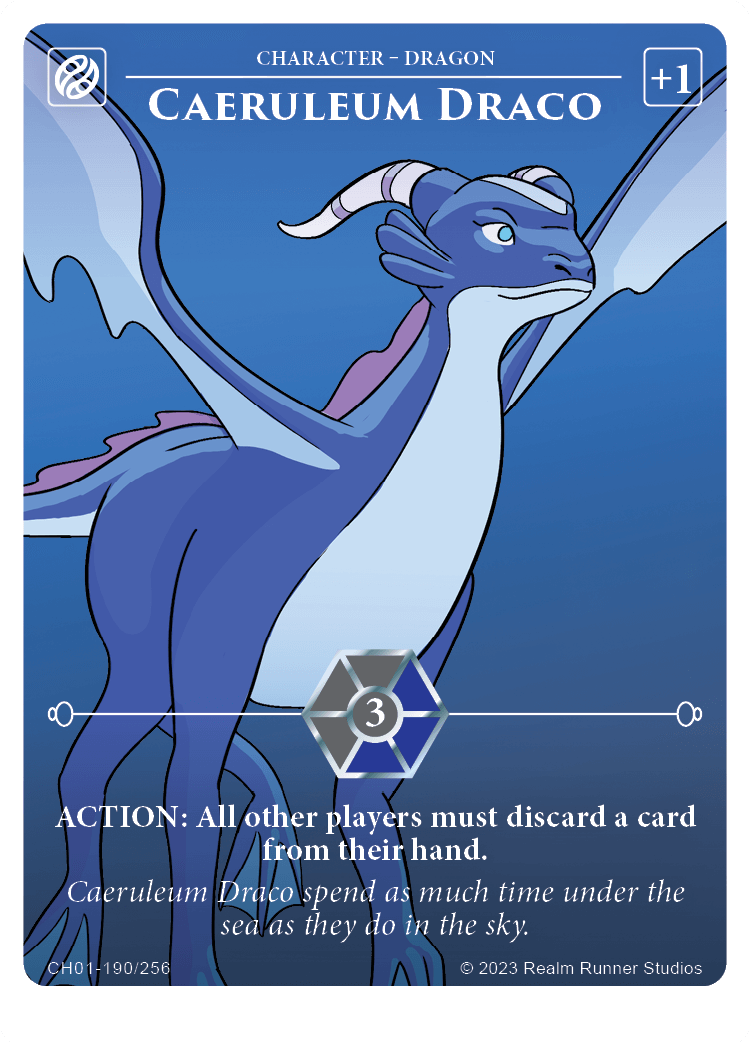 CHARACTER – DRAGON
+1
CAERULEUM DRACO
3
ACTION: All other players must discard a card
from their hand.
Caeruleum Draco spend as much time under the
sea as they do in the sky.
CH01-190/256
© 2023 Realm Runner Studios